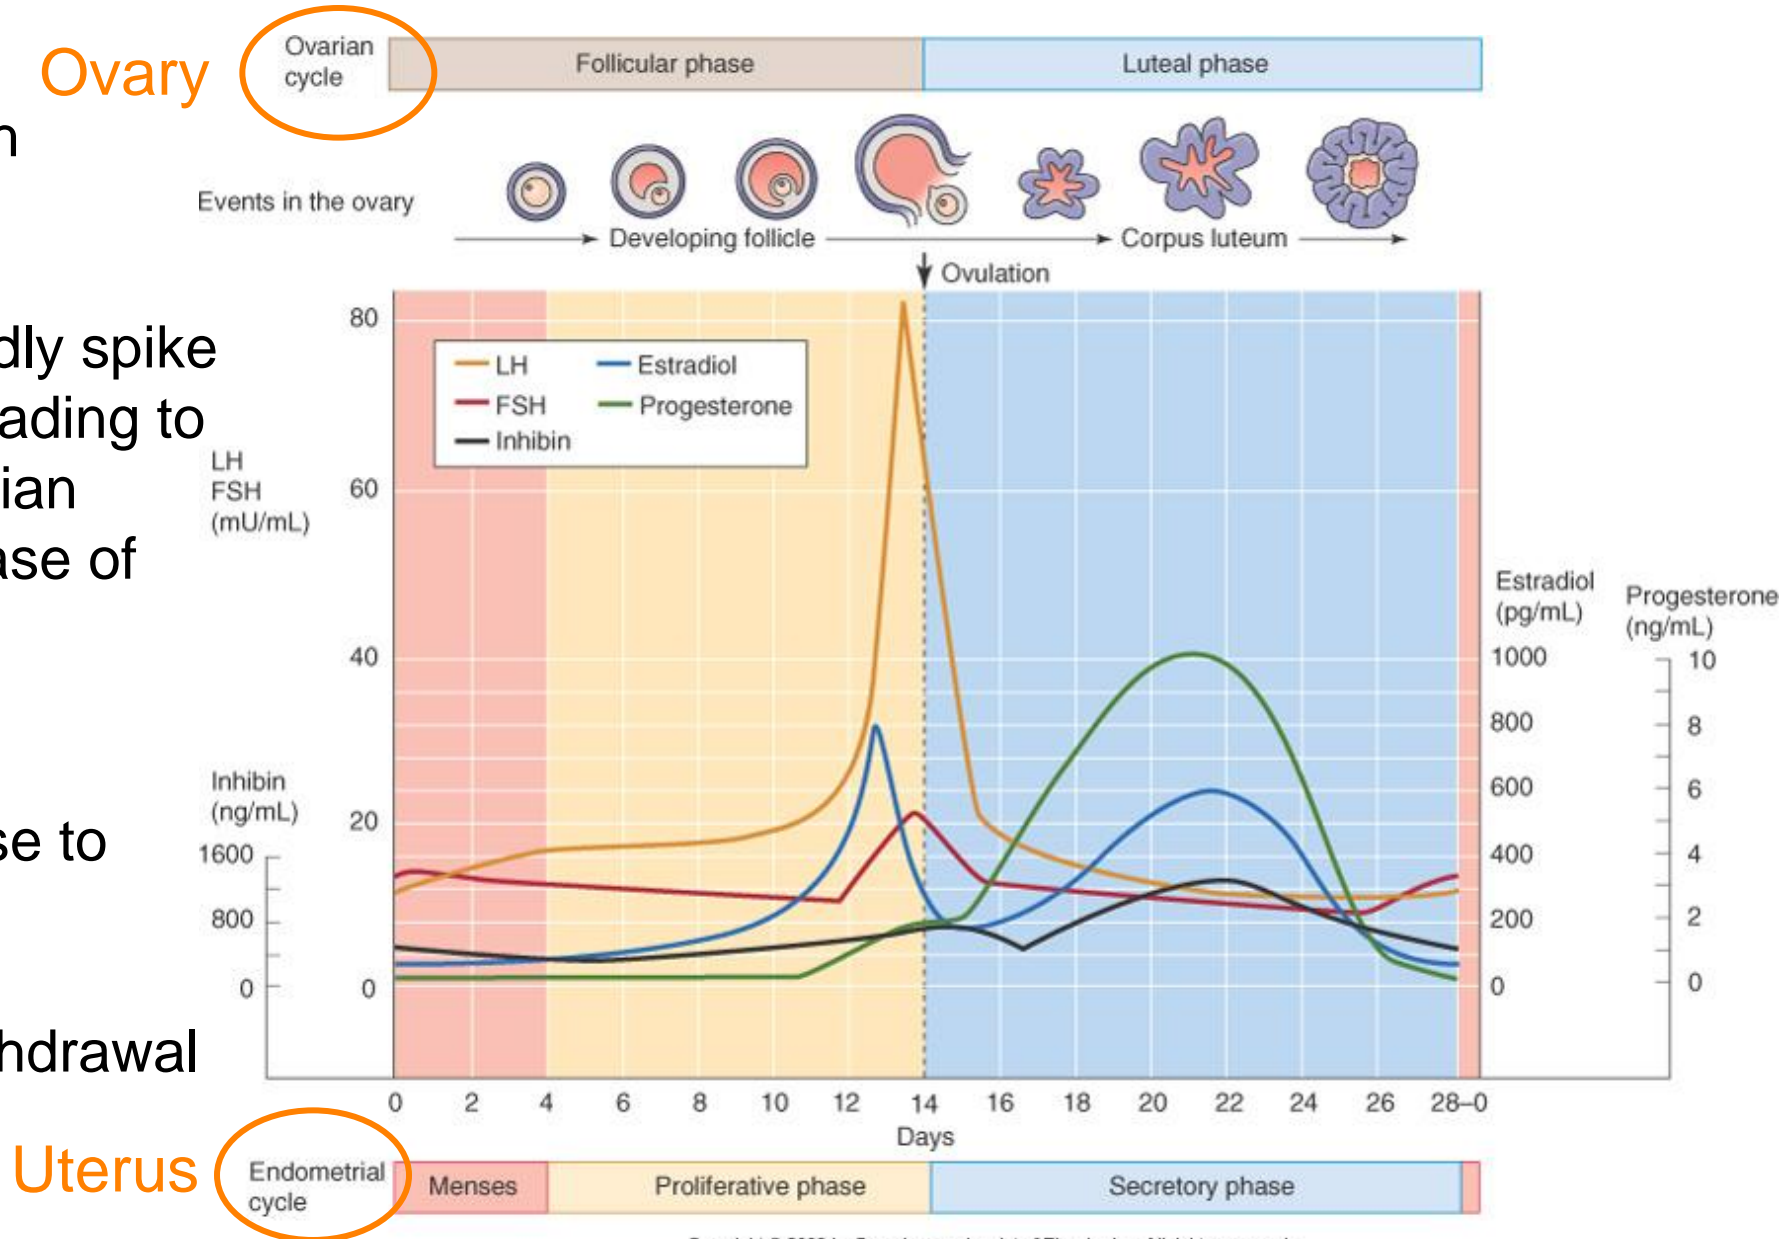 Ovary
Ovarian
cycle
Follicular phase
Luteal phase
Events in the ovary
Developing follicle
Corpus luteum
Ovulation
dly spike
ading to
ian
ase of
se to
hdrawal
LH
FSH
Inhibin
Estradiol
Progesterone
LH
FSH
(mU/mL)
80
60
40
20
0
Inhibin
(ng/mL)
1600
800
0
Estradiol
(pg/mL)
1000
800
600
400
200
0
Progesterone
(ng/mL)
10
8
6
4
2
0
0 2 4 6 8 10 12 14 16 18 20 22 24 26 28–0
Days
Uterus
Endometrial
cycle
Menses
Proliferative phase
Secretory phase